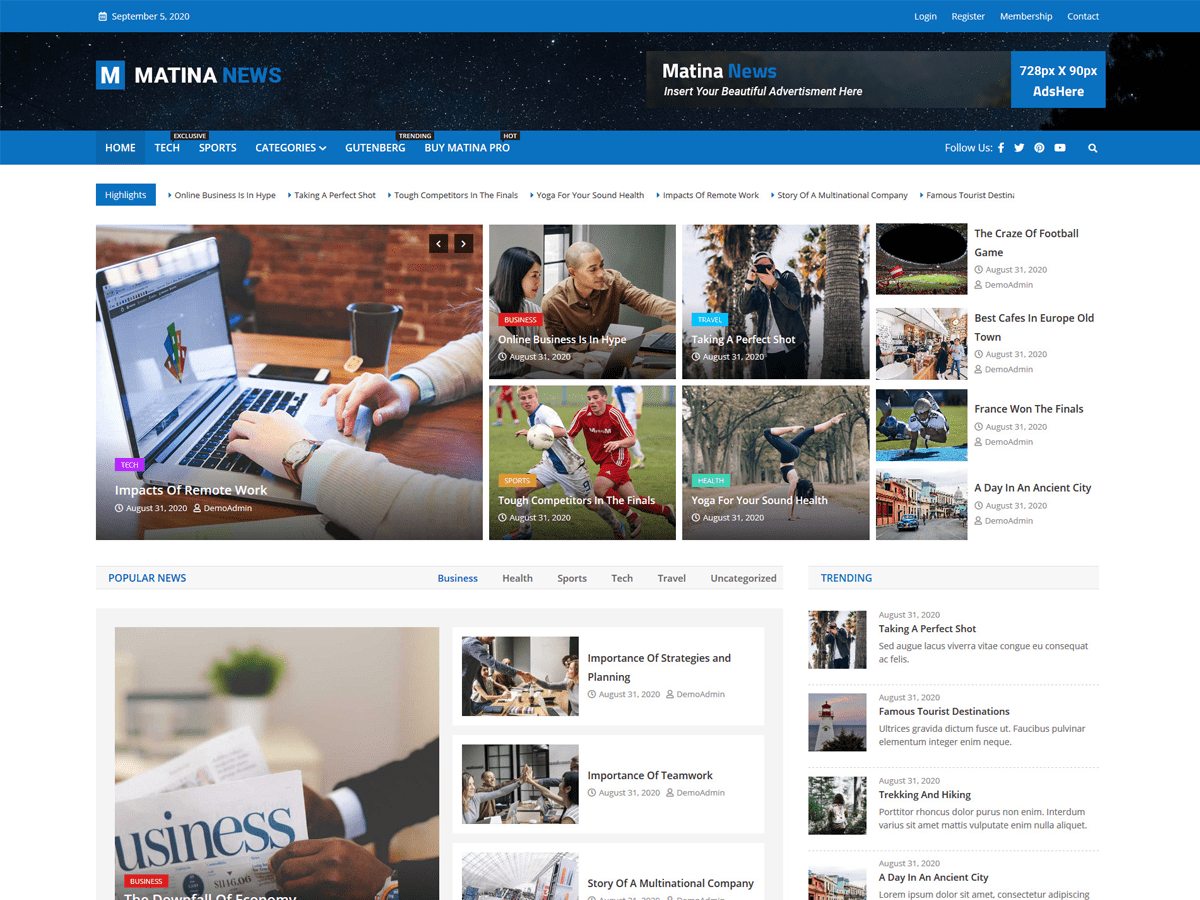 September 5, 2020
Login Register Membership Contact
M MATINA NEWS
Matina News
Insert Your Beautiful Advertisment Here
728px X 90px
AdsHere
EXCLUSIVE TRENDING HOT
HOME TECH SPORTS CATEGORIES GUTENBERG BUY MATINA PRO
Follow Us:
Highlights
Online Business Is In Hype Taking A Perfect Shot Tough Competitors In The Finals Yoga For Your Sound Health Impacts Of Remote Work Story Of A Multinational Company Famous Tourist Destina
TECH
Impacts Of Remote Work
August 31, 2020 DemoAdmin
BUSINESS
Online Business Is In Hype
August 31, 2020
TRAVEL
Taking A Perfect Shot
August 31, 2020
SPORTS
Tough Competitors In The Finals
August 31, 2020
HEALTH
Yoga For Your Sound Health
August 31, 2020
The Craze Of Football
Game
August 31, 2020
DemoAdmin
Best Cafes In Europe Old
Town
August 31, 2020
DemoAdmin
France Won The Finals
August 31, 2020
DemoAdmin
A Day In An Ancient City
August 31, 2020
DemoAdmin
POPULAR NEWS
Business Health Sports Tech Travel Uncategorized
usiness
BUSINESS
The Downfall Of Economy
Importance Of Strategies and
Planning
August 31, 2020 DemoAdmin
Importance Of Teamwork
August 31, 2020 DemoAdmin
Story Of A Multinational Company
August 31, 2020 DemoAdmin
TRENDING
August 31, 2020
Taking A Perfect Shot
Sed augue lacus viverra vitae congue eu consequat
ac felis.
August 31, 2020
Famous Tourist Destinations
Ultrices gravida dictum fusce ut. Faucibus pulvinar
elementum integer enim neque.
August 31, 2020
Trekking And Hiking
Porttitor rhoncus dolor purus non enim. Interdum
varius sit amet mattis vulputate enim nulla aliquet.
August 31, 2020
A Day In An Ancient City
Lorem ipsum dolor sit amet, consectetur adipiscing